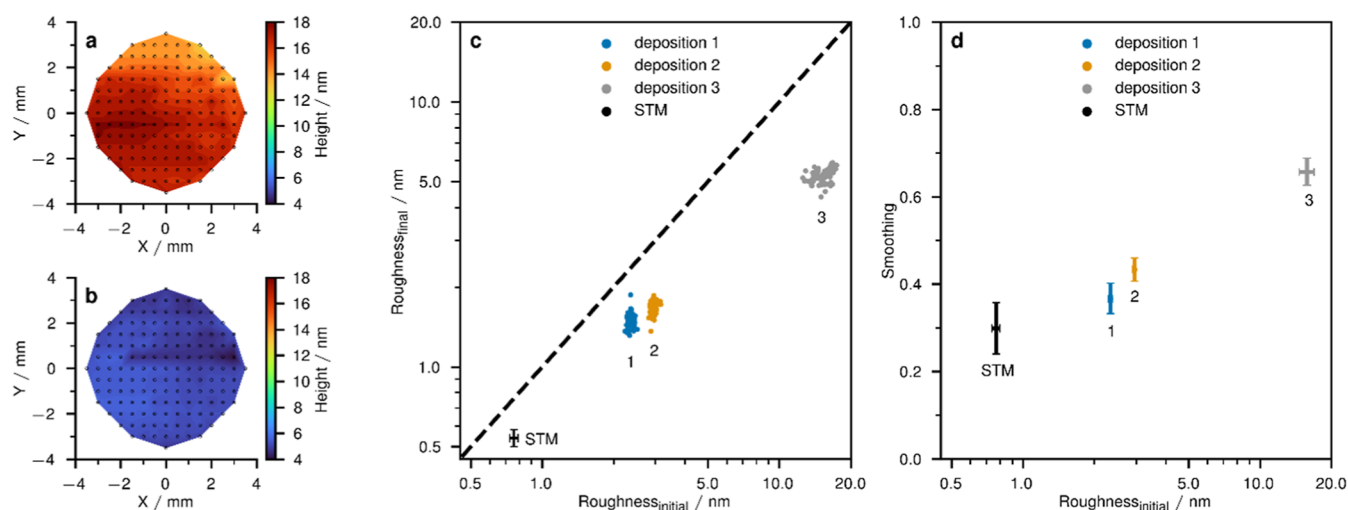 a
4
2
0
−2
−4
Y / mm
−4 −2 0 2 4
X / mm
18
16
14
12
10
8
6
4
Height / nm
b
4
2
0
−2
−4
Y / mm
−4 −2 0 2 4
X / mm
18
16
14
12
10
8
6
4
Height / nm
c
20.0
10.0
5.0
1.0
0.5
Roughnessfinal / nm
deposition 1
deposition 2
deposition 3
STM
3
1 2
STM
1.0 5.0 10.0 20.0
Roughnessinitial / nm
d
1.0
0.8
0.6
0.4
0.2
0.0
Smoothing
deposition 1
deposition 2
deposition 3
STM
3
2
1
STM
0.5 1.0 5.0 10.0 20.0
Roughnessinitial / nm